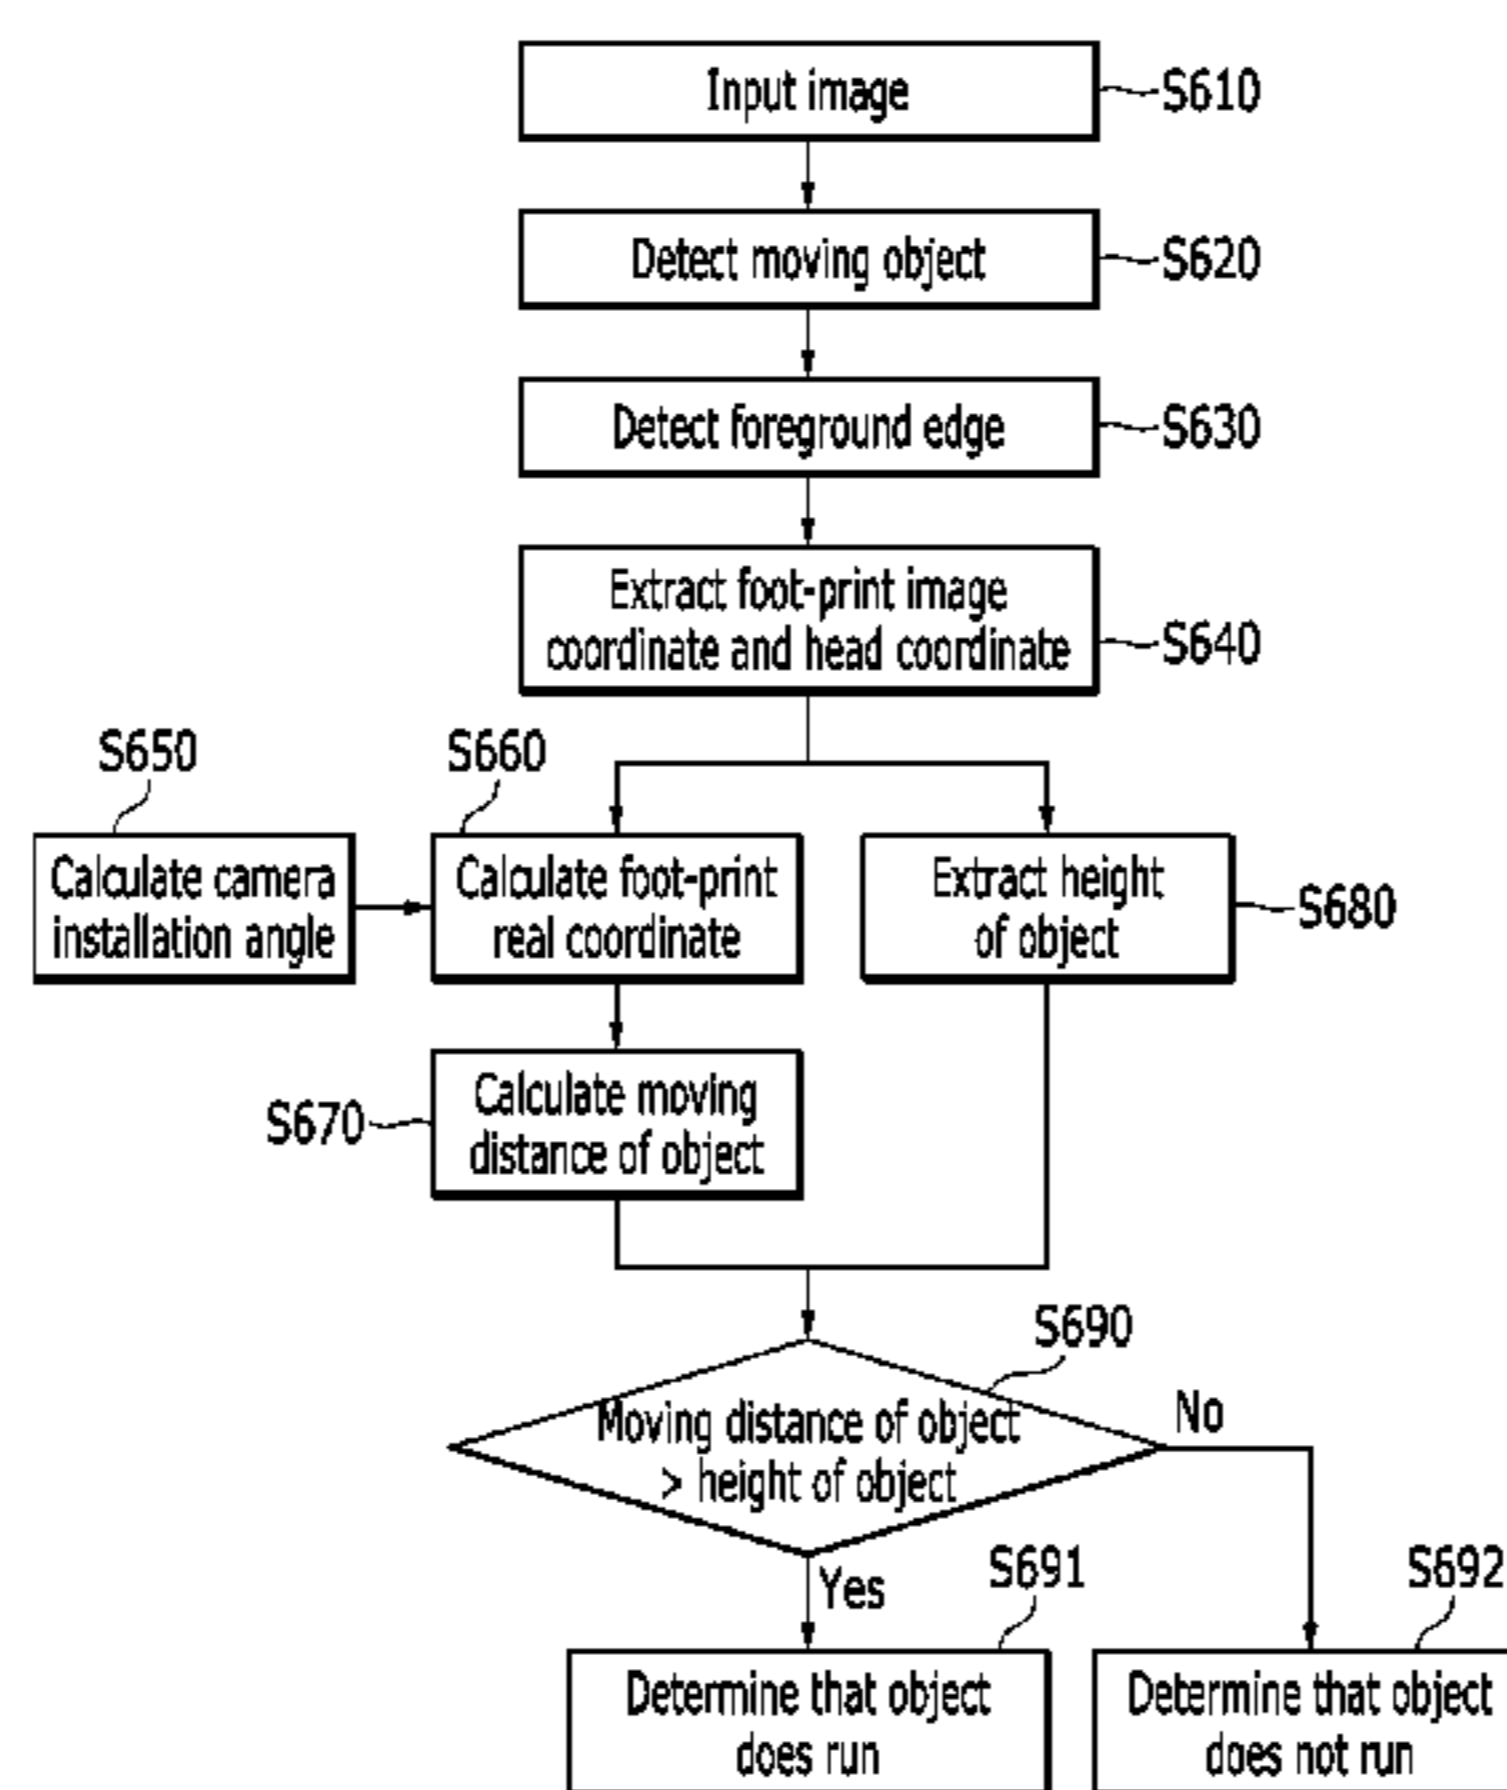 Input image
S610
Detect moving object
S620
Detect foreground edge
S630
Extract foot-print image
coordinate and head coordinate
S640
S650
S660
Calculate camera
installation angle
Calculate foot-print
real coordinate
Extract height
of object
S680
S670
Calculate moving
distance of object
S690
Moving distance of object
> height of object
No
Yes
S691
S692
Determine that object
does run
Determine that object
does not run